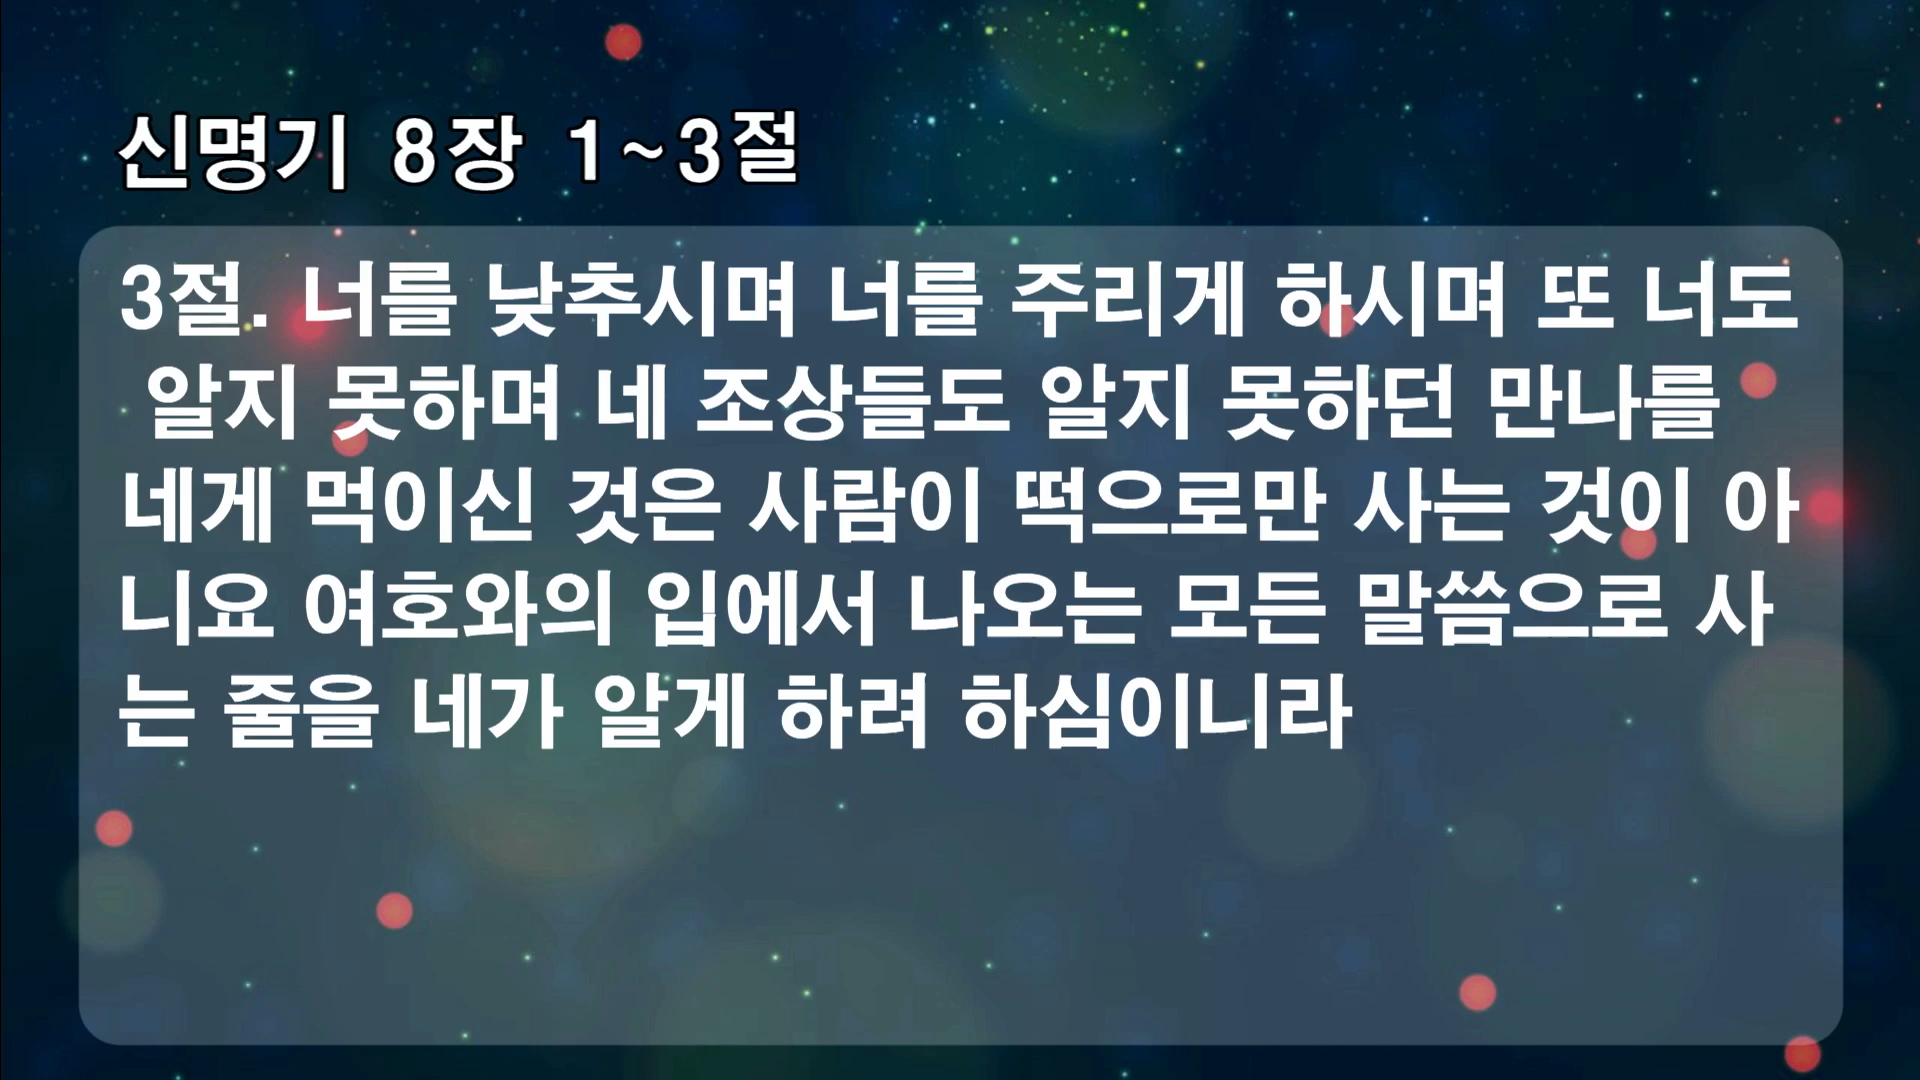 신명기 8장 1~3절
3절. 너를 낮추시며 너를 주리게 하시며 또 너도
알지 못하며 네 조상들도 알지 못하던 만나를
네게 먹이신 것은 사람이 떡으로만 사는 것이 아
니요 여호와의 입에서 나오는 모든 말씀으로 사
는 줄을 네가 알게 하려 하심이니라